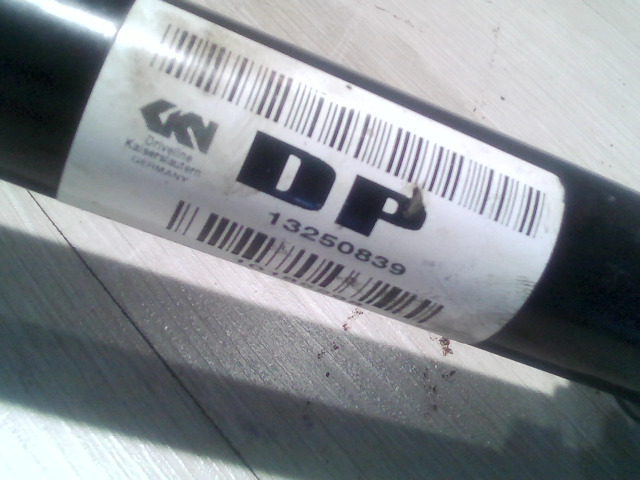 GKN
Driveline
Kaiserslautern
GERMANY
DP
13250839